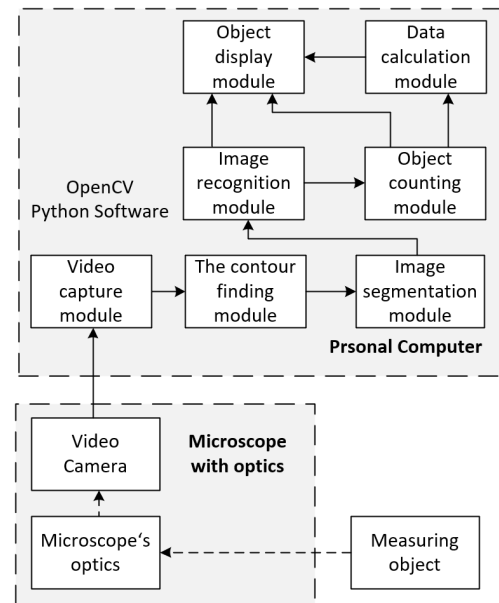 Object
display
module
Data
calculation
module
Image
recognition
module
Object
counting
module
OpenCV
Python Software
Video
capture
module
The contour
finding
module
Image
segmentation
module
Prsonal Computer
Video
Camera
Microscope
with optics
Microscope‘s
optics
Measuring
object